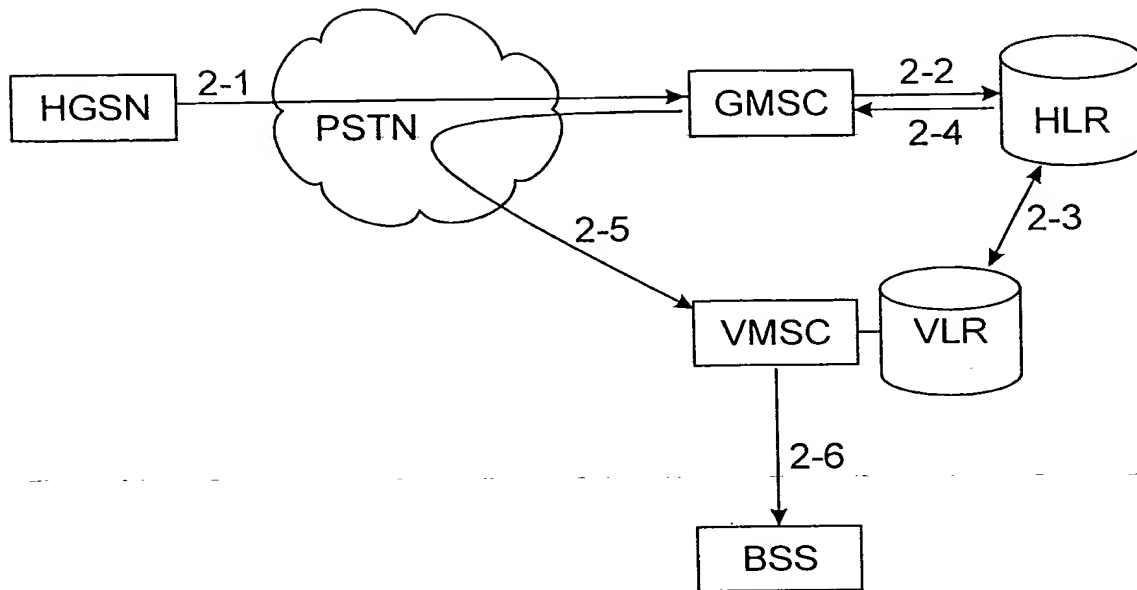 HGSN
2-1
PSTN
GMSC
2-2
2-4
HLR
2-3
2-5
VMSC
VLR
2-6
BSS